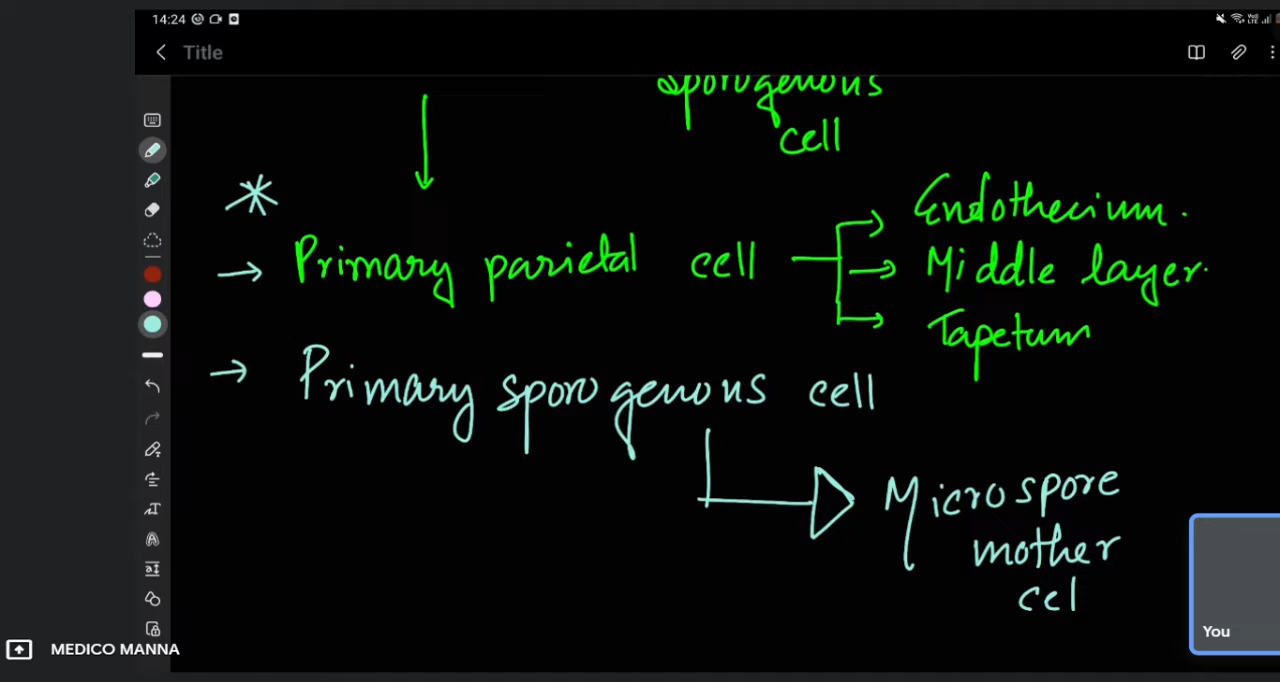 14:24
Title
sporogenous
cell
Endothecium.
Primary parietal cell
Middle layer.
Tapetum
Primary sporogenous cell
Microspore
mother
cel
You
MEDICO MANNA